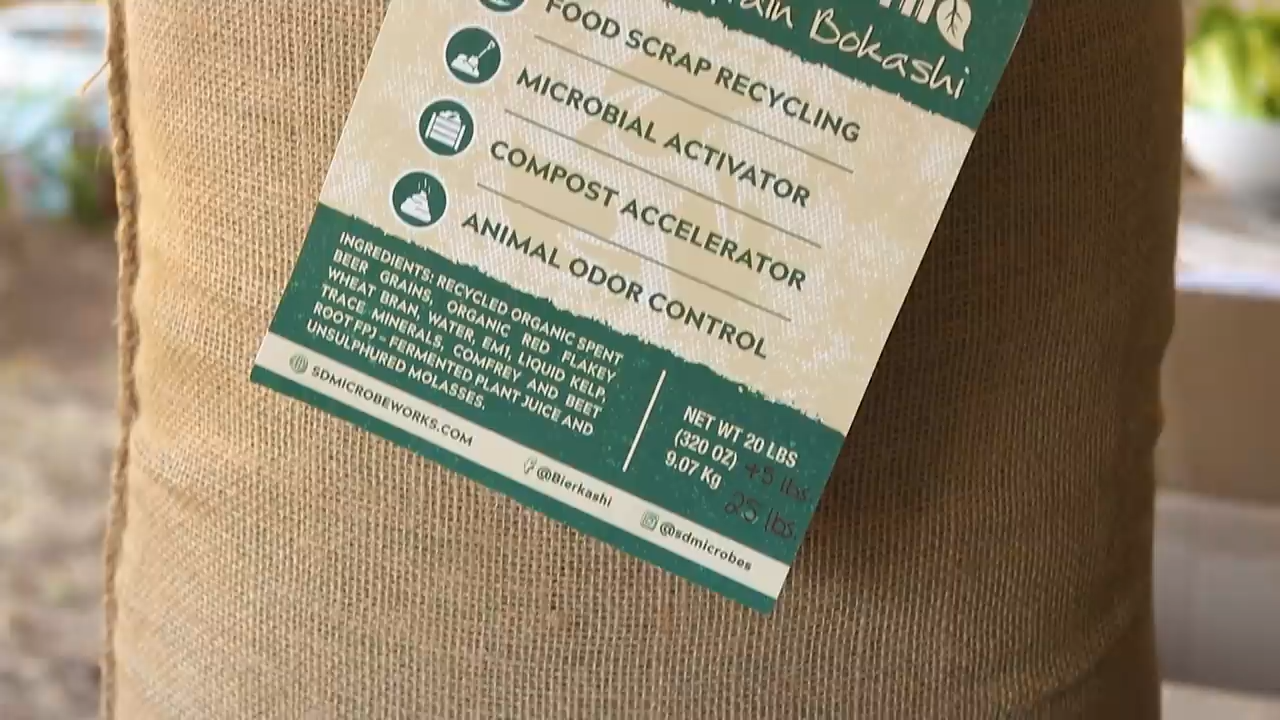 Bokashi
FOOD SCRAP RECYCLING
MICROBIAL ACTIVATOR
COMPOST ACCELERATOR
ANIMAL ODOR CONTROL
INGREDIENTS: RECYCLED ORGANIC SPENT
BEER GRAINS, ORGANIC RED FLAKEY
WHEAT BRAN, WATER, EM1, LIQUID KELP,
TRACE MINERALS, COMFREY AND BEET
ROOT FPJ - FERMENTED PLANT JUICE AND
UNSULPHURED MOLASSES.
NET WT 20 LBS
(320 OZ)
9.07 Kg
+5 lbs.
25 lbs.
SDMICROBEWORKS.COM
@Bierkashi
@sdmicrobes